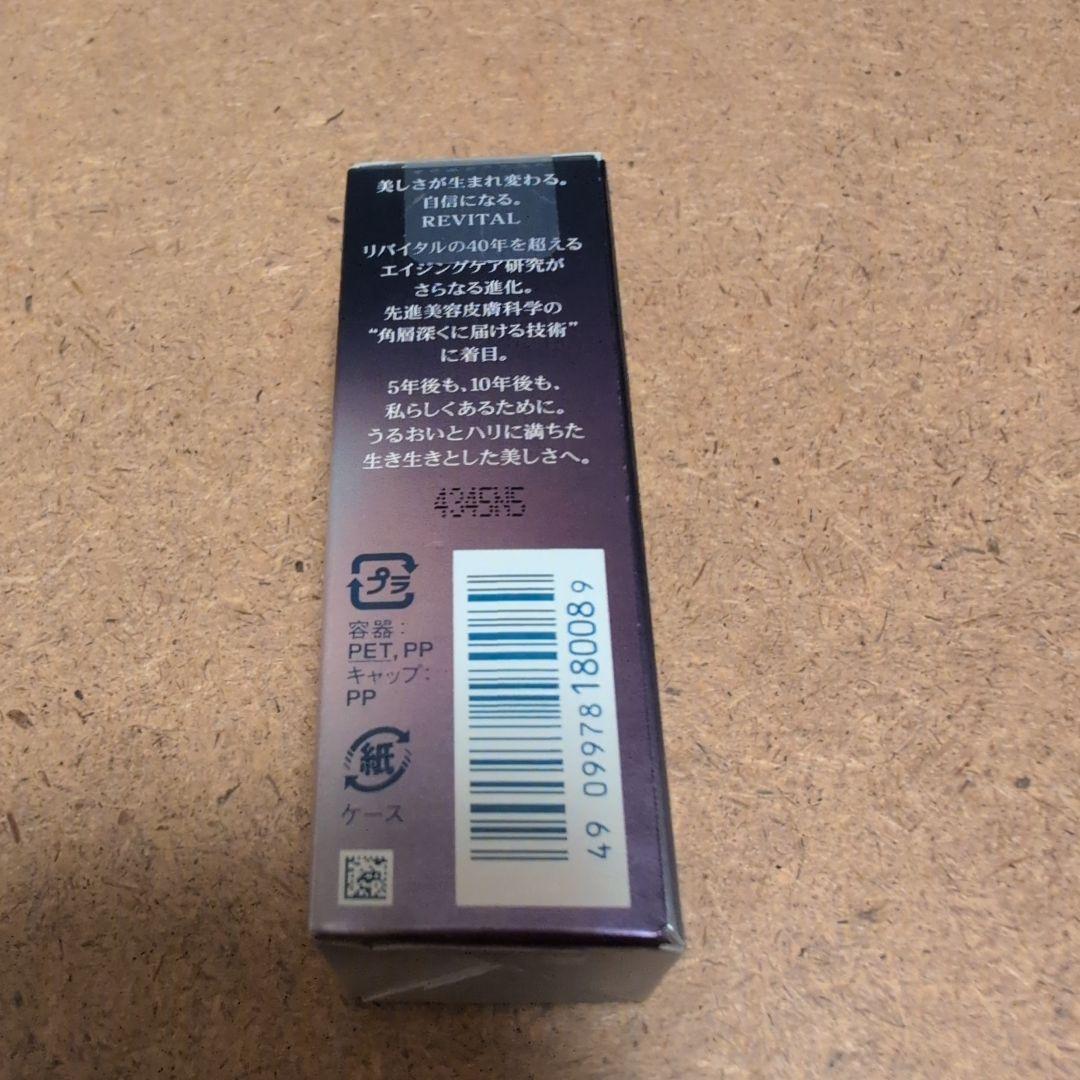 美しさが生まれ変わる。
自信になる。
REVITAL
リバイタルの40年を超える
エイジングケア研究が
さらなる進化。
先進美容皮膚科学の
“角層深くに届ける技術”
に着目。
5年後も、10年後も、
私らしくあるために。
うるおいとハリに満ちた
生き生きとした美しさへ。
4345N5
プラ
容器:
PET, PP
キャップ:
PP
紙
ケース
49 09978 18008 9